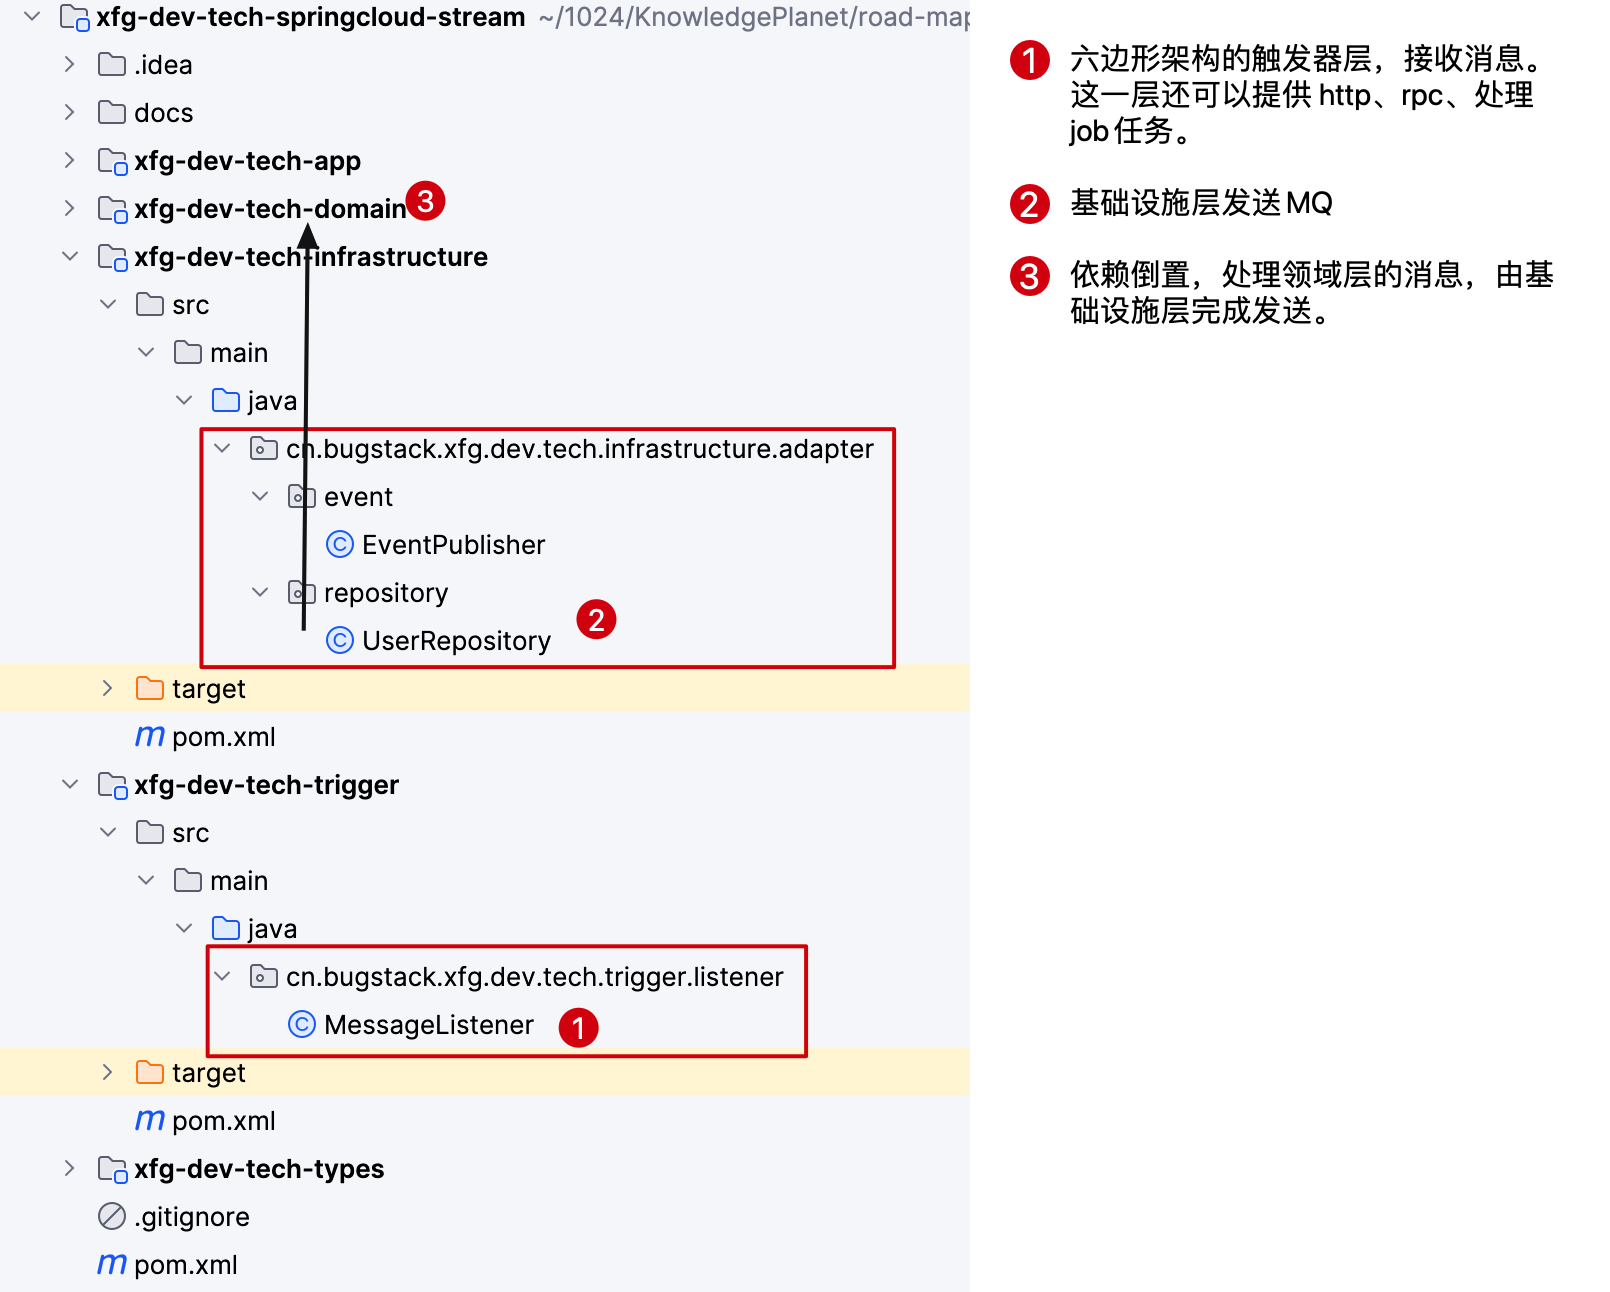 xfg-dev-tech-springcloud-stream ~/1024/KnowledgePlanet/road-map
.idea
docs
xfg-dev-tech-app
xfg-dev-tech-domain 3
xfg-dev-tech-infrastructure
src
main
java
cn.bugstack.xfg.dev.tech.infrastructure.adapter
event
C EventPublisher
repository
C UserRepository 2
target
m pom.xml
xfg-dev-tech-trigger
src
main
java
cn.bugstack.xfg.dev.tech.trigger.listener
C MessageListener 1
target
m pom.xml
xfg-dev-tech-types
.gitignore
m pom.xml
1 六边形架构的触发器层，接收消息。
这一层还可以提供 http、rpc、处理
job 任务。
2 基础设施层发送 MQ
3 依赖倒置，处理领域层的消息，由基
础设施层完成发送。